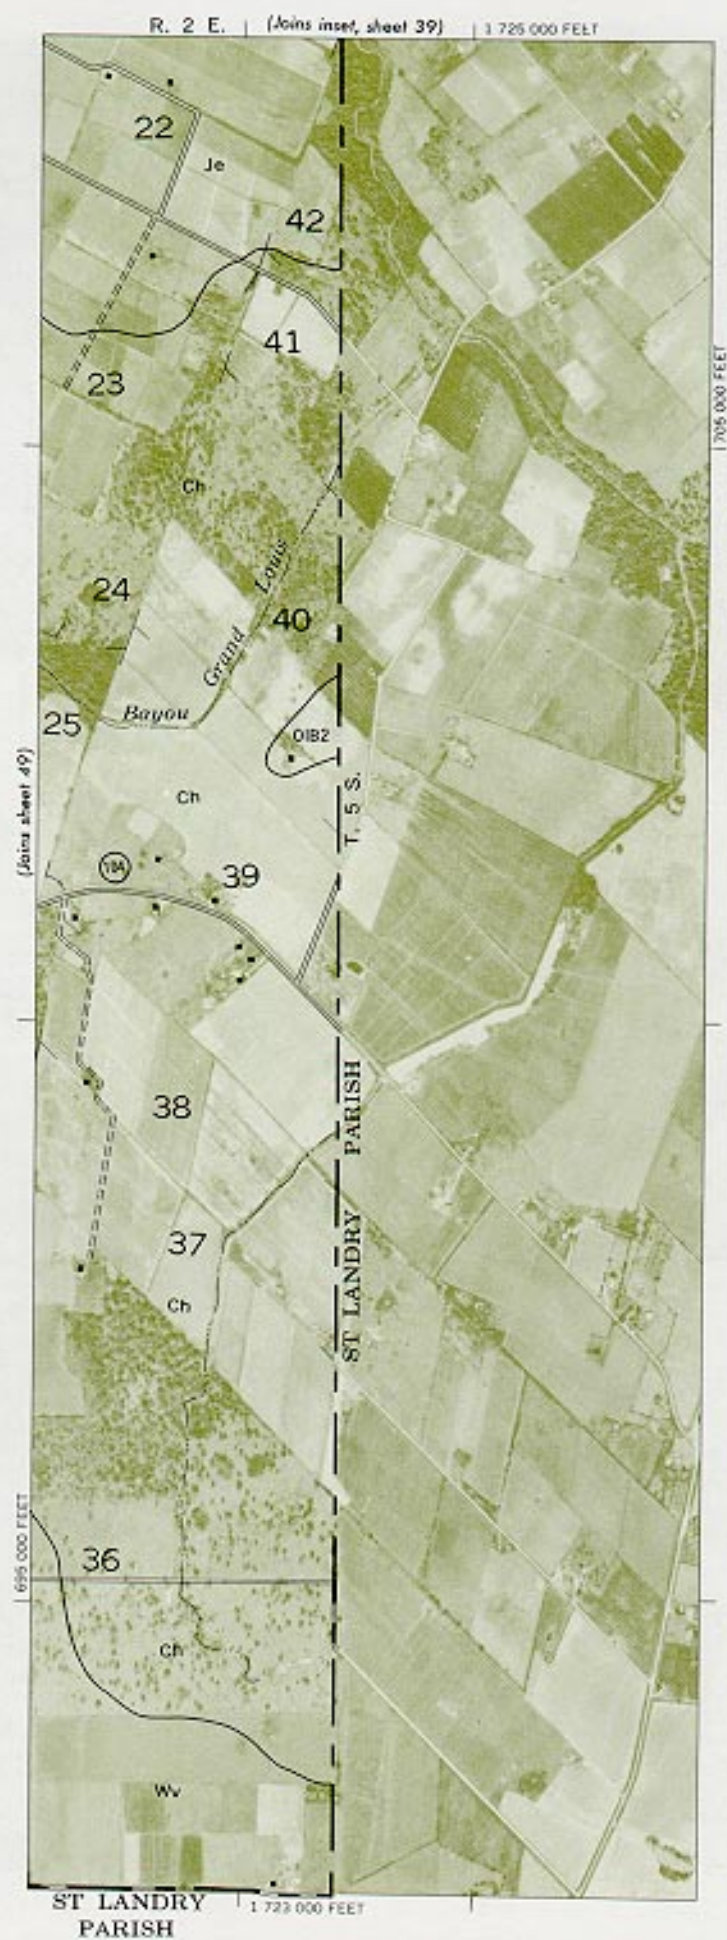 R. 2 E.
(Joins inset, sheet 39)
1 725 000 FEET
22
Je
42
41
23
705 000 FEET
Ch
Louis
24
40
Grand
Bayou
25
OlB2
T. 5 S.
(Joins sheet 49)
Ch
39
38
ST LANDRY PARISH
37
Ch
695 000 FEET
36
Ch
Wv
ST LANDRY
PARISH
1 723 000 FEET